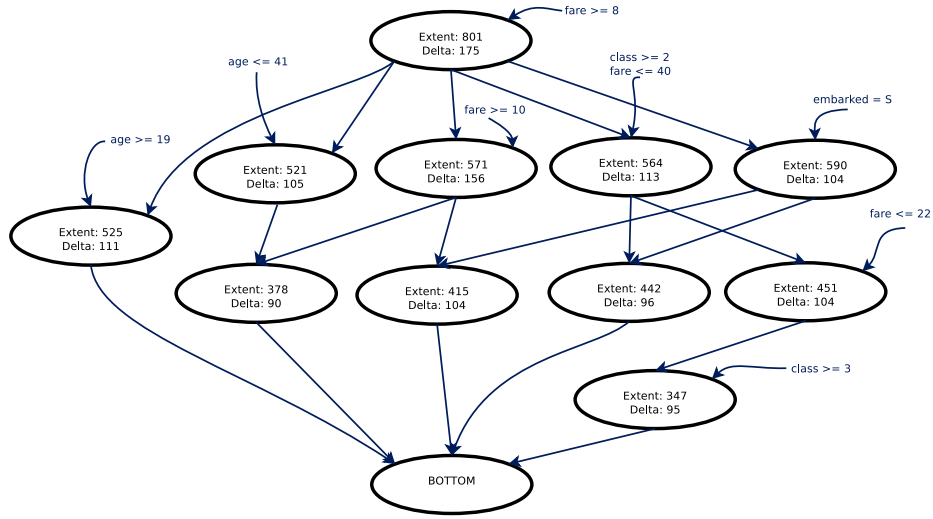 fare >= 8
Extent: 801
Delta: 175
age <= 41
class >= 2
fare <= 40
fare >= 10
embarked = S
age >= 19
Extent: 521
Delta: 105
Extent: 571
Delta: 156
Extent: 564
Delta: 113
Extent: 590
Delta: 104
fare <= 22
Extent: 525
Delta: 111
Extent: 378
Delta: 90
Extent: 415
Delta: 104
Extent: 442
Delta: 96
Extent: 451
Delta: 104
class >= 3
Extent: 347
Delta: 95
BOTTOM